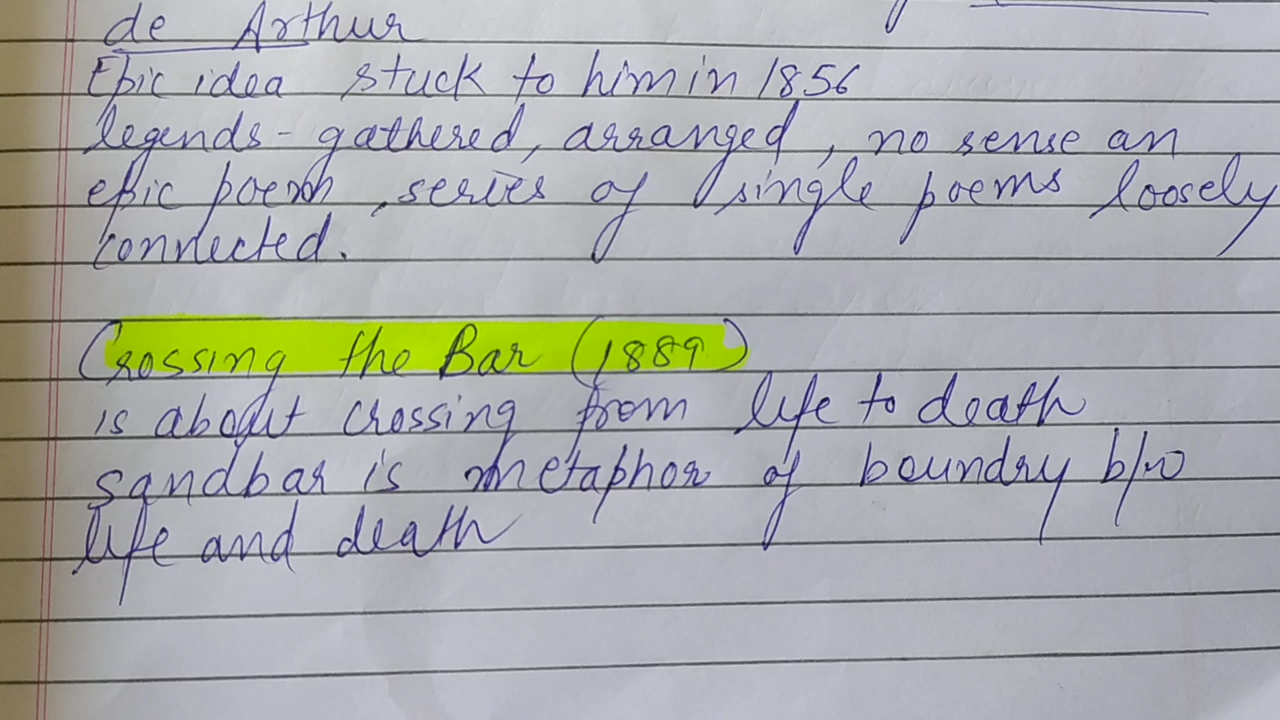 de Arthur
Epic idea stuck to him in 1856
legends - gathered, arranged, no sense an
epic poem, series of single poems loosely
connected.
Crossing the Bar (1889)
is about crossing from life to death
sandbar is metaphor of boundry b/w
life and death